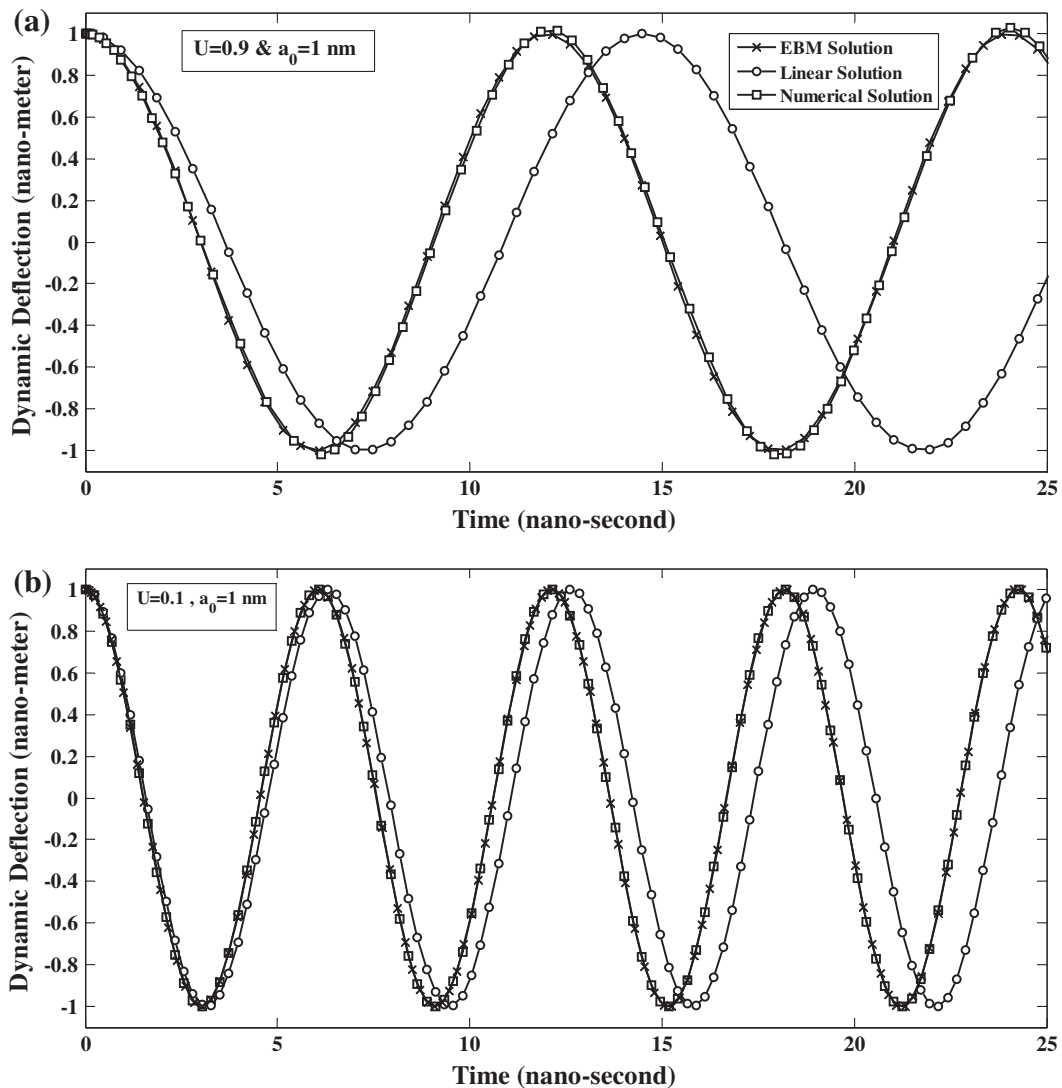 (a)
U=0.9 & a0=1 nm
EBM Solution
Linear Solution
Numerical Solution
1
0.8
0.6
0.4
0.2
0
-0.2
-0.4
-0.6
-0.8
-1
Dynamic Deflection (nano-meter)
0 5 10 15 20 25
Time (nano-second)
(b)
U=0.1 , a0=1 nm
1
0.8
0.6
0.4
0.2
0
-0.2
-0.4
-0.6
-0.8
-1
Dynamic Deflection (nano-meter)
0 5 10 15 20 25
Time (nano-second)